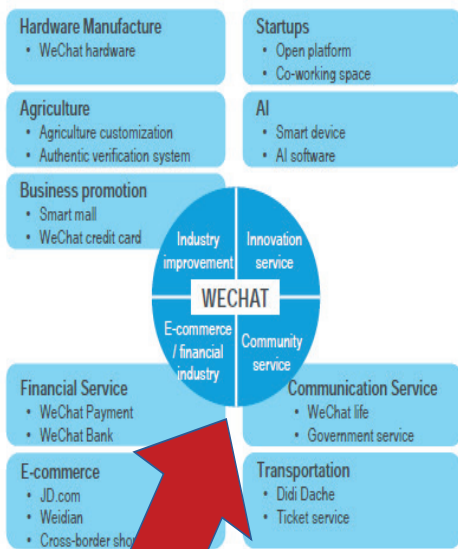 Hardware Manufacture
• WeChat hardware
Startups
• Open platform
• Co-working space
Agriculture
• Agriculture customization
• Authentic verification system
AI
• Smart device
• AI software
Business promotion
• Smart mall
• WeChat credit card
Industry
improvement
Innovation
service
WECHAT
E-commerce
/ financial
industry
Community
service
Financial Service
• WeChat Payment
• WeChat Bank
Communication Service
• WeChat life
• Government service
E-commerce
• JD.com
• Weidian
• Cross-border
Transportation
• Didi Dache
• Ticket service